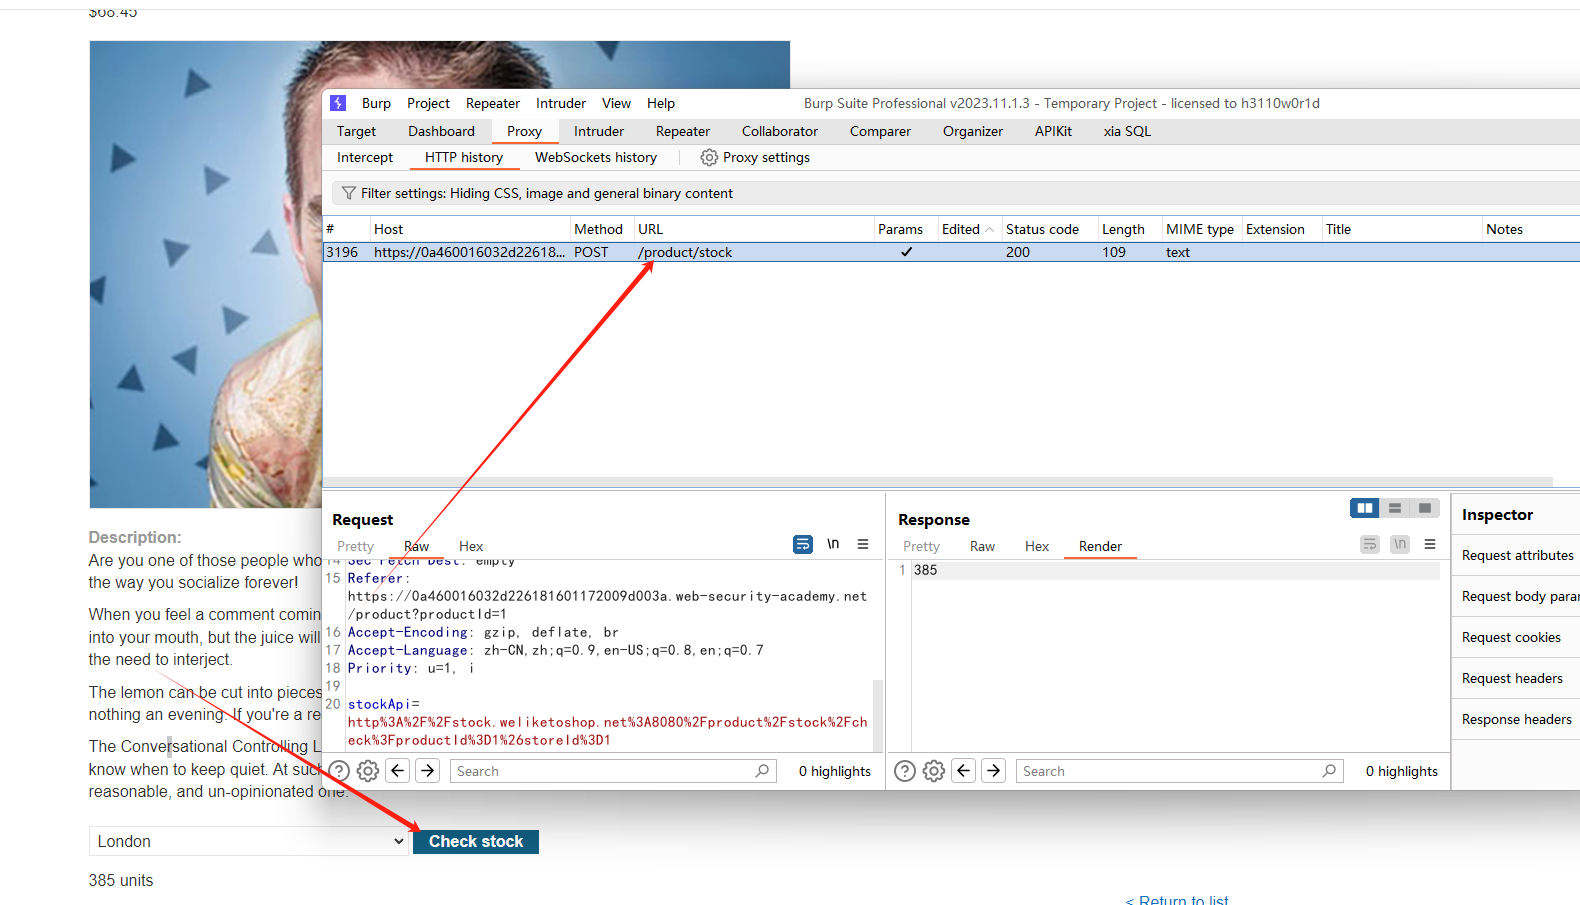 $68.45
Burp Project Repeater Intruder View Help Burp Suite Professional v2023.11.1.3 - Temporary Project - licensed to h3110w0r1d
Target Dashboard Proxy Intruder Repeater Collaborator Comparer Organizer APIKit xia SQL
Intercept HTTP history WebSockets history Proxy settings
Filter settings: Hiding CSS, image and general binary content
# Host Method URL Params Edited Status code Length MIME type Extension Title Notes
3196 https://0a460016032d22618... POST /product/stock ✓ 200 109 text
Request
Pretty Raw Hex
\n
14 Sec-Fetch-Dest: empty
15 Referer:
https://0a460016032d226181601172009d003a.web-security-academy.net
/product?productId=1
16 Accept-Encoding: gzip, deflate, br
17 Accept-Language: zh-CN,zh;q=0.9,en-US;q=0.8,en;q=0.7
18 Priority: u=1, i
19
20 stockApi=
http%3A%2F%2Fstock.weliketoshop.net%3A8080%2Fproduct%2Fstock%2Fch
eck%3FproductId%3D1%26storeId%3D1
Search 0 highlights
Response
Pretty Raw Hex Render
\n
1 385
Search 0 highlights
Inspector
Request attributes
Request body para
Request cookies
Request headers
Response headers
Description:
Are you one of those people who
the way you socialize forever!
When you feel a comment comin
into your mouth, but the juice will
the need to interject.
The lemon can be cut into pieces
nothing an evening. If you're a re
The Conversational Controlling L
know when to keep quiet. At such
reasonable, and un-opinionated one.
London Check stock
385 units
< Return to list